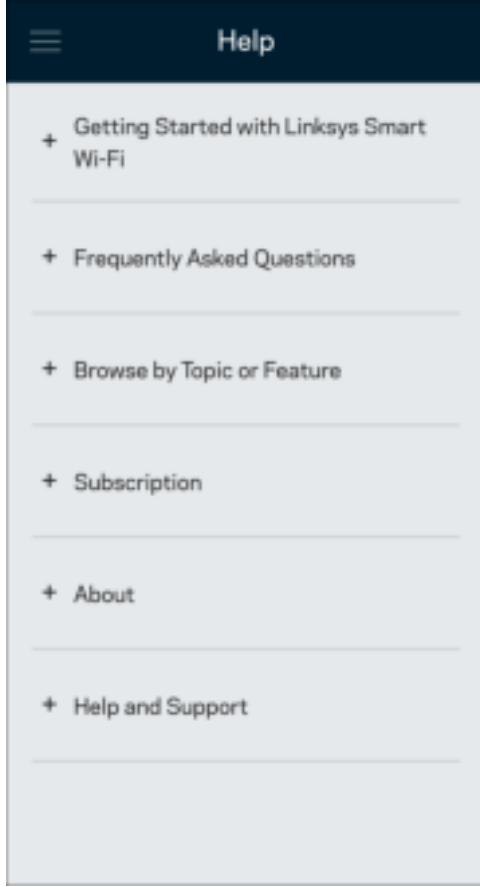 Help
+ Getting Started with Linksys Smart
Wi-Fi
+ Frequently Asked Questions
+ Browse by Topic or Feature
+ Subscription
+ About
+ Help and Support